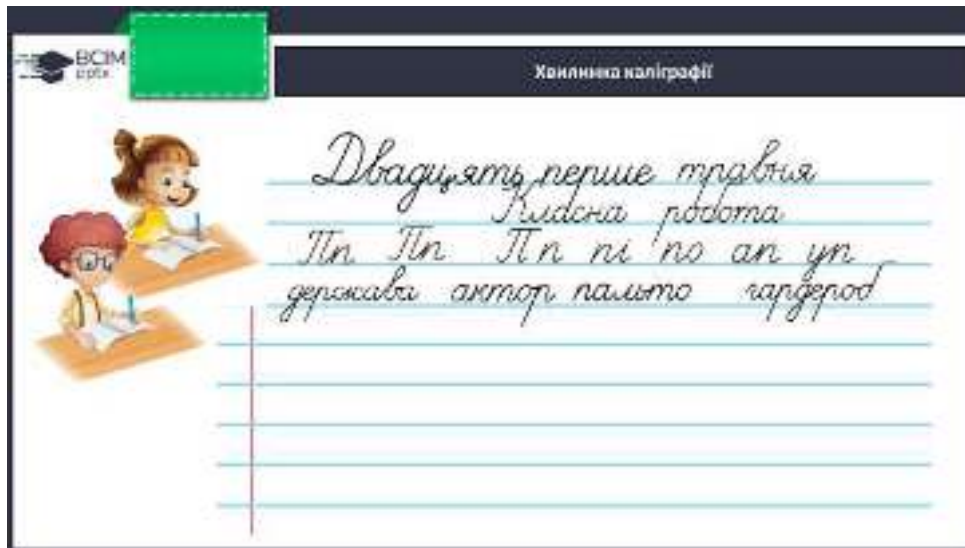 ВСІМ
pptx
Хвилинка каліграфії
Двадцять перше травня
Класна робота
Пп Пп Пп пі по ап уп
держава актор пальто гардероб